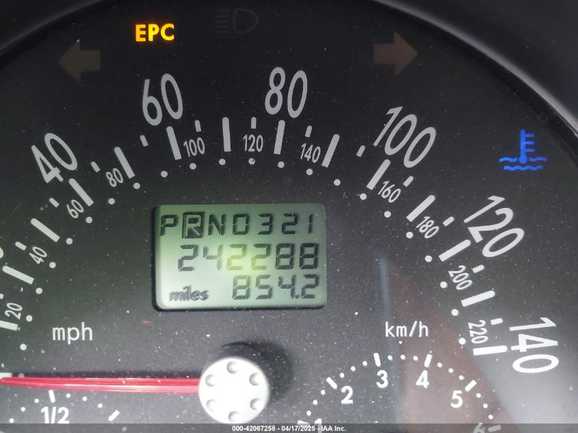 EPC
60 80
40 100
120
140
20 40 60 80 100 120 140 160 180 200 220
PRND321
242288
miles 854.2
mph km/h
1/2
2 3 4 5 6
000-42067258 - 04/17/2025 - IAA Inc.